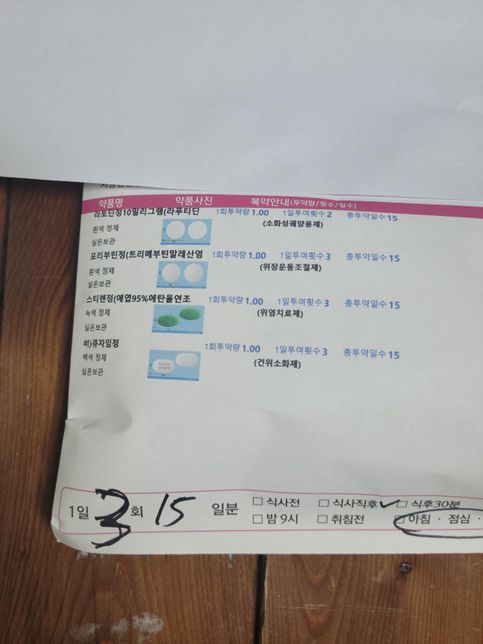 약품명 약품사진 복약안내(투약량/횟수/일수)
라푸딘정10밀리그램(라푸티딘 1회투약량 1.00 1일투여횟수 2 총투약일수 15
흰색 정제 (소화성궤양용제)
실온보관
포리부틴정(트리메부틴말레산염 1회투약량 1.00 1일투여횟수 3 총투약일수 15
흰색 정제 (위장운동조절제)
실온보관
스티렌정(애엽95%에탄올연조 1회투약량 1.00 1일투여횟수 3 총투약일수 15
녹색 정제 (위염치료제)
실온보관
비)큐자임정 1회투약량 1.00 1일투여횟수 3 총투약일수 15
백색 정제 (건위소화제)
실온보관
1일 3 회 15 일분 □ 식사전 □ 식사직후 □ 식후30분
□ 밤 9시 □ 취침전 □ 아침 · 점심 ·